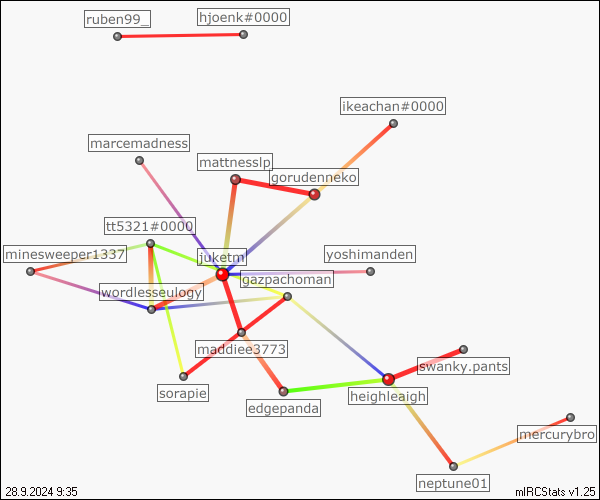 ruben99_
hjoenk#0000
ikeachan#0000
marcemadness
mattnesslp
gorudenneko
tt5321#0000
minesweeper1337
juketm
yoshimanden
gazpachoman
wordlesseulogy
maddiee3773
swanky.pants
sorapie
heighleaigh
edgepanda
mercurybro
neptune01
28.9.2024 9:35
mIRCStats v1.25